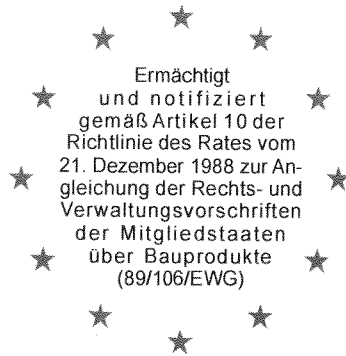 Ermächtigt
und notifiziert
gemäß Artikel 10 der
Richtlinie des Rates vom
21. Dezember 1988 zur An-
gleichung der Rechts- und
Verwaltungsvorschriften
der Mitgliedstaaten
über Bauprodukte
(89/106/EWG)